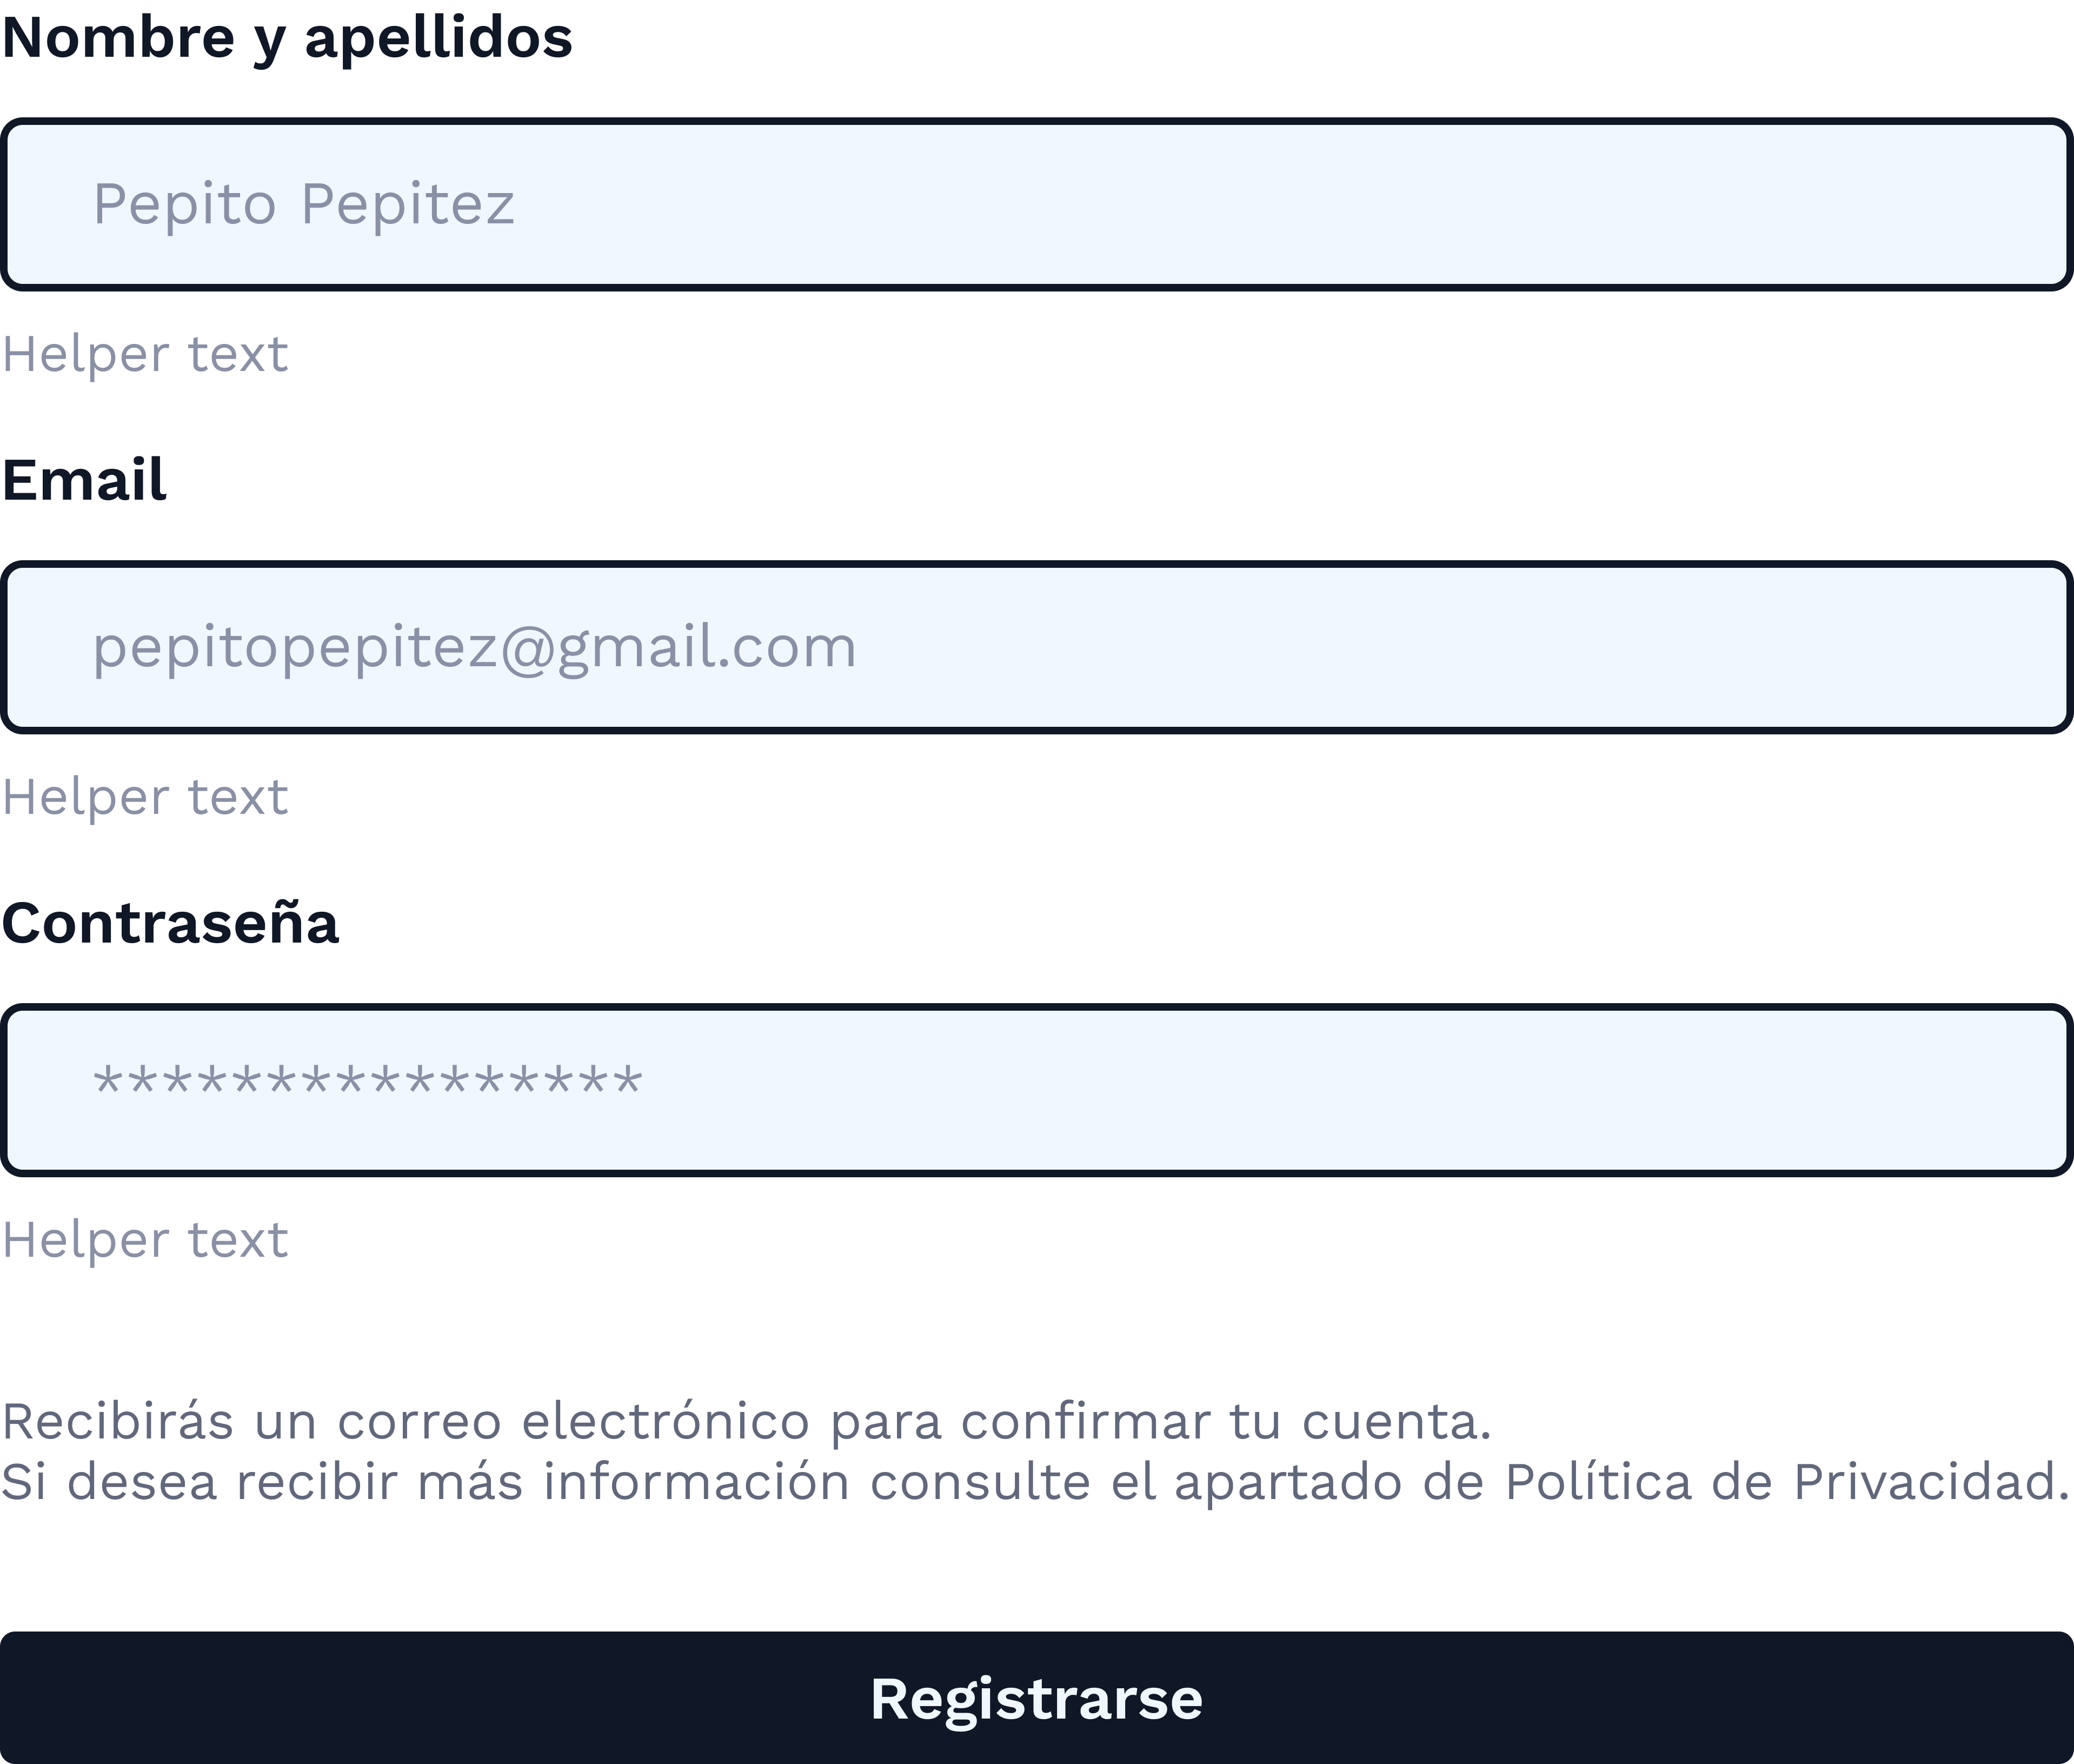 Nombre y apellidos
Pepito Pepitez
Helper text
Email
pepitopepitez@gmail.com
Helper text
Contraseña
****************
Helper text
Recibirás un correo electrónico para confirmar tu cuenta.
Si desea recibir más información consulte el apartado de Política de Privacidad.
Registrarse